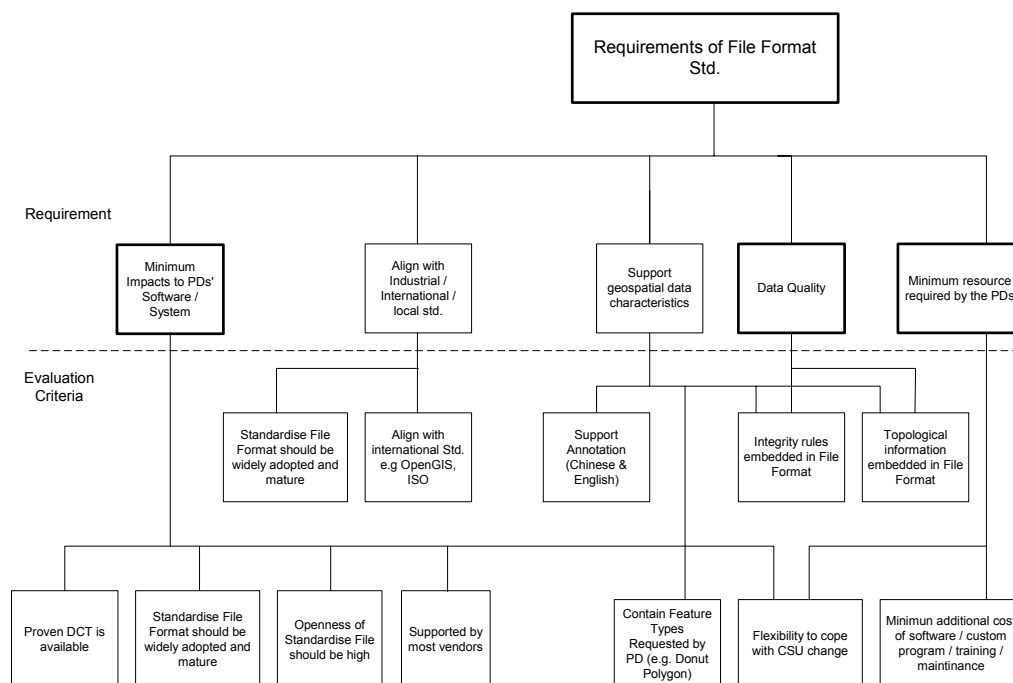 Requirements of File Format
Std.
Requirement
Minimum
Impacts to PDs'
Software /
System
Align with
Industrial /
International /
local std.
Support
geospatial data
characteristics
Data Quality
Minimum resource
required by the PDs
Evaluation
Criteria
Standardise File
Format should be
widely adopted and
mature
Align with
international Std.
e.g OpenGIS,
ISO
Support
Annotation
(Chinese &
English)
Integrity rules
embedded in File
Format
Topological
information
embedded in File
Format
Proven DCT is
available
Standardise File
Format should be
widely adopted and
mature
Openness of
Standardise File
should be high
Supported by
most vendors
Contain Feature
Types
Requested by
PD (e.g. Donut
Polygon)
Flexibility to cope
with CSU change
Minimun additional cost
of software / custom
program / training /
maintinance